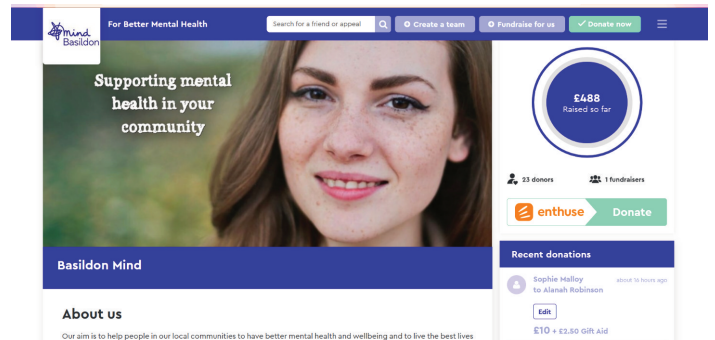 mind
Basildon
For Better Mental Health
Search for a friend or appeal
Create a team
Fundraise for us
Donate now
Supporting mental
health in your
community
£488
Raised so far
23 donors
1 fundraisers
enthuse
Donate
Basildon Mind
Recent donations
Sophie Malloy
to Alanah Robinson
about 16 hours ago
Edit
£10 + £2.50 Gift Aid
About us
Our aim is to help people in our local communities to have better mental health and wellbeing and to live the best lives